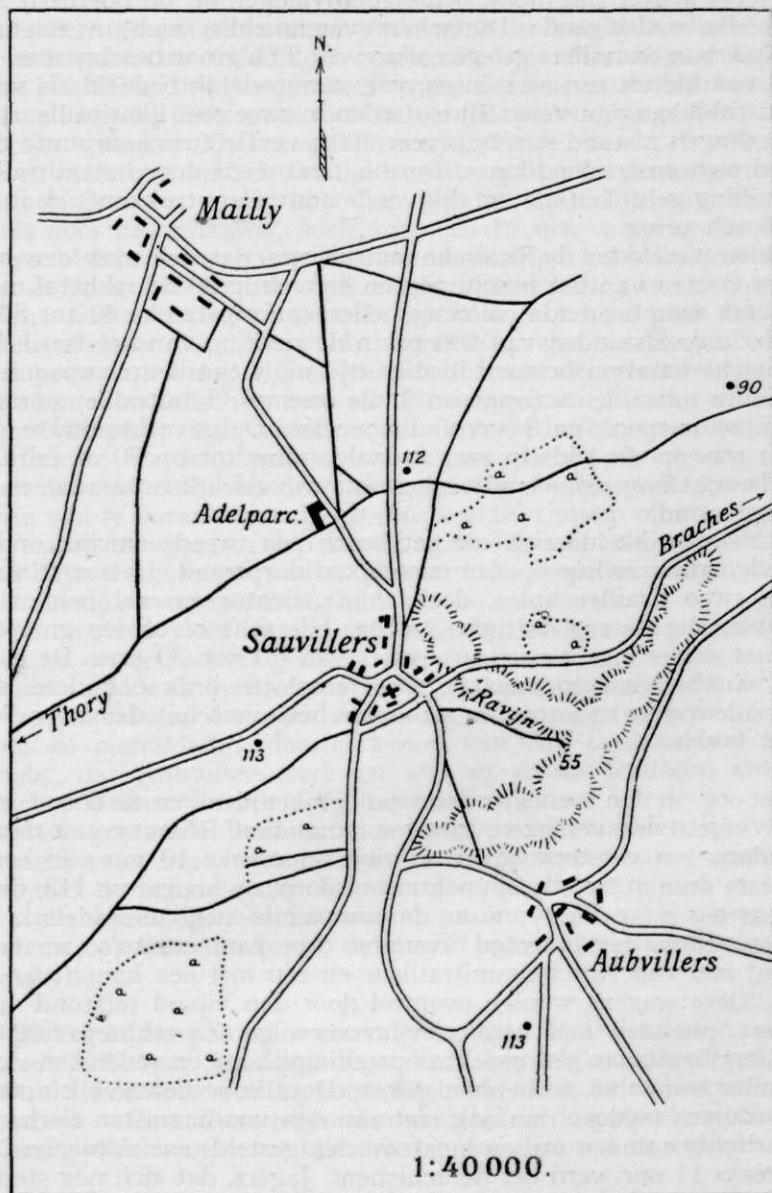 N.
Mailly
90
112
Adelparc.
Braches
P
P
P
P
P
P
P
P
P
Sauvillers
Ravijn
Thory
113
55
P
P
P
Aubvillers
P
P
P
P
P
113
1:40000.